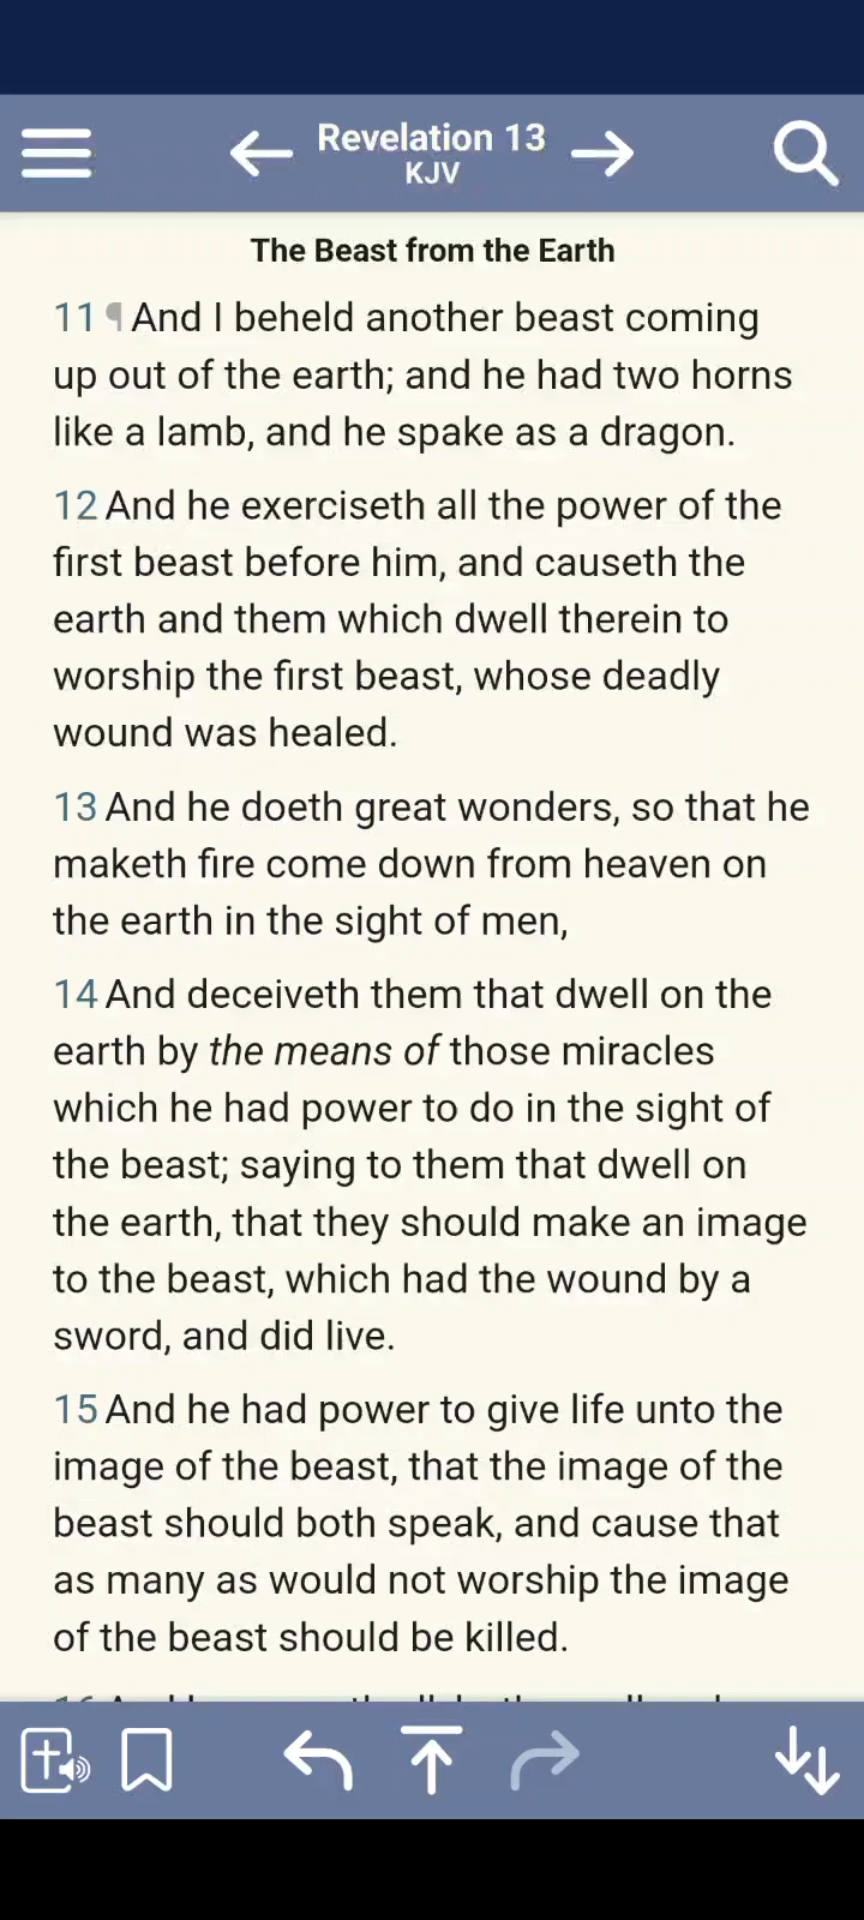 Revelation 13
KJV
The Beast from the Earth
11 ¶ And I beheld another beast coming
up out of the earth; and he had two horns
like a lamb, and he spake as a dragon.
12 And he exerciseth all the power of the
first beast before him, and causeth the
earth and them which dwell therein to
worship the first beast, whose deadly
wound was healed.
13 And he doeth great wonders, so that he
maketh fire come down from heaven on
the earth in the sight of men,
14 And deceiveth them that dwell on the
earth by the means of those miracles
which he had power to do in the sight of
the beast; saying to them that dwell on
the earth, that they should make an image
to the beast, which had the wound by a
sword, and did live.
15 And he had power to give life unto the
image of the beast, that the image of the
beast should both speak, and cause that
as many as would not worship the image
of the beast should be killed.